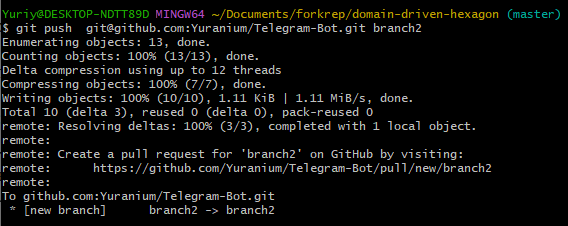 Yuriy@DESKTOP-NDTT89D MINGW64 ~/Documents/forkrep/domain-driven-hexagon (master)
$ git push  git@github.com:Yuranium/Telegram-Bot.git branch2
Enumerating objects: 13, done.
Counting objects: 100% (13/13), done.
Delta compression using up to 12 threads
Compressing objects: 100% (7/7), done.
Writing objects: 100% (10/10), 1.11 KiB | 1.11 MiB/s, done.
Total 10 (delta 3), reused 0 (delta 0), pack-reused 0
remote: Resolving deltas: 100% (3/3), completed with 1 local object.
remote:
remote: Create a pull request for 'branch2' on GitHub by visiting:
remote:      https://github.com/Yuranium/Telegram-Bot/pull/new/branch2
remote:
To github.com:Yuranium/Telegram-Bot.git
 * [new branch]      branch2 -> branch2